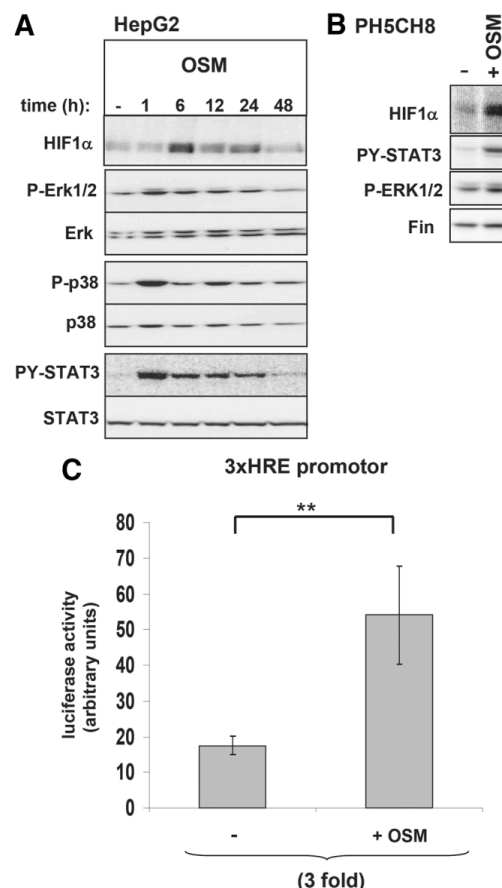 A HepG2
OSM
time (h): - 1 6 12 24 48
HIF1α
P-Erk1/2
Erk
P-p38
p38
PY-STAT3
STAT3
B PH5CH8
- + OSM
HIF1α
PY-STAT3
P-ERK1/2
Fin
C 3xHRE promotor
**
luciferase activity
(arbitrary units)
80
70
60
50
40
30
20
10
0
- + OSM
(3 fold)